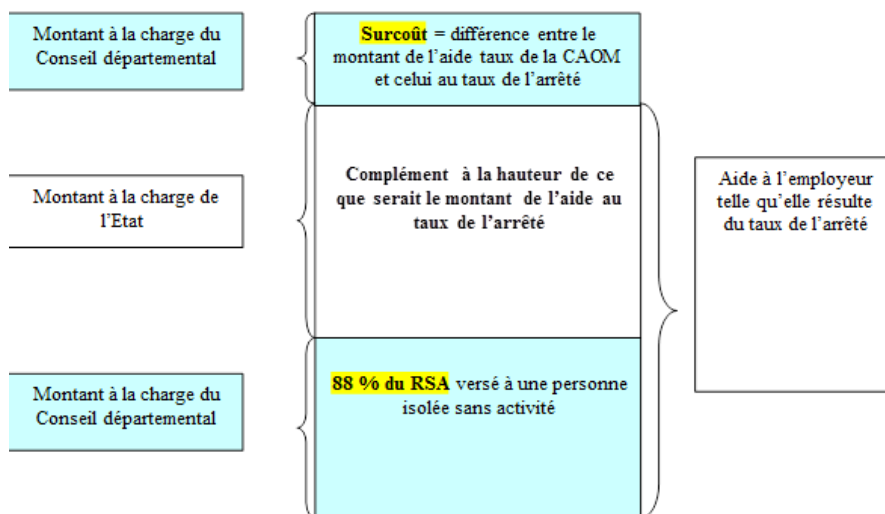 Montant à la charge du
Conseil départemental
Surcoût = différence entre le
montant de l'aide taux de la CAOM
et celui au taux de l'arrêté
Montant à la charge de
l'Etat
Complément à la hauteur de ce
que serait le montant de l'aide au
taux de l'arrêté
Aide à l'employeur
telle qu'elle résulte
du taux de l'arrêté
Montant à la charge du
Conseil départemental
88 % du RSA versé à une personne
isolée sans activité